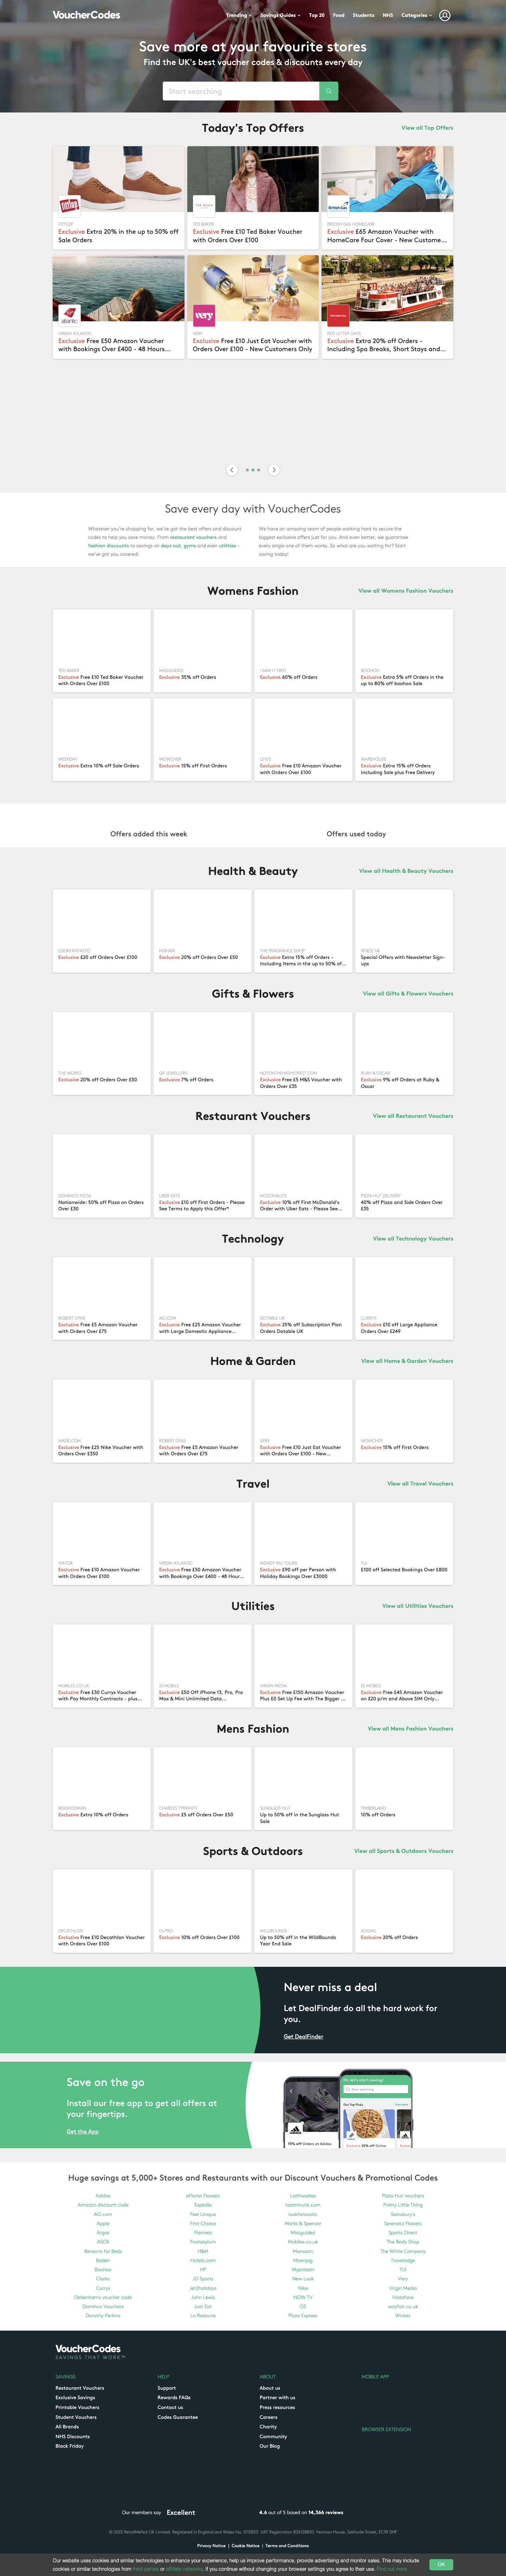 VoucherCodes
Trending
Savings Guides
Top 20
Food
Students
NHS
Categories
Save more at your favourite stores
Find the UK's best voucher codes & discounts every day
Start searching
Today's Top Offers
View all Top Offers
FITFLOP
Exclusive Extra 20% in the up to 50% off
Sale Orders
TED BAKER
Exclusive Free £10 Ted Baker Voucher
with Orders Over £100
BRITISH GAS HOMECARE
Exclusive £65 Amazon Voucher with
HomeCare Four Cover - New Custome...
VIRGIN ATLANTIC
Exclusive Free £50 Amazon Voucher
with Bookings Over £400 - 48 Hours...
very
VERY
Exclusive Free £10 Just Eat Voucher with
Orders Over £100 - New Customers Only
RED LETTER DAYS
Exclusive Extra 20% off Orders -
Including Spa Breaks, Short Stays and...
Save every day with VoucherCodes
Whatever you're shopping for, we've got the best offers and discount
codes to help you save money. From restaurant vouchers and
fashion discounts to savings on days out, gyms and even utilities -
we've got you covered!
We have an amazing team of people working hard to secure the
biggest exclusive offers just for you. And even better, we guarantee
every single one of them works. So what are you waiting for? Start
saving today!
Womens Fashion
View all Womens Fashion Vouchers
TED BAKER
Exclusive Free £10 Ted Baker Voucher
with Orders Over £100
MISSGUIDED
Exclusive 35% off Orders
I SAW IT FIRST
Exclusive 60% off Orders
BOOHOO
Exclusive Extra 5% off Orders in the
up to 80% off boohoo Sale
WEEKDAY
Exclusive Extra 10% off Sale Orders
WOWCHER
Exclusive 15% off First Orders
LEVI'S
Exclusive Free £10 Amazon Voucher
with Orders Over £100
WAREHOUSE
Exclusive Extra 15% off Orders
Including Sale plus Free Delivery
Offers added this week
Offers used today
Health & Beauty
View all Health & Beauty Vouchers
LOOKFANTASTIC
Exclusive £20 off Orders Over £100
HQHAIR
Exclusive 20% off Orders Over £50
THE FRAGRANCE SHOP
Exclusive Extra 15% off Orders -
Including Items in the up to 50% of...
SPACE NK
Special Offers with Newsletter Sign-
ups
Gifts & Flowers
View all Gifts & Flowers Vouchers
THE WORKS
Exclusive 20% off Orders Over £30
QP JEWELLERS
Exclusive 7% off Orders
NOTONTHEHIGHSTREET.COM
Exclusive Free £5 M&S Voucher with
Orders Over £35
RUBY & OSCAR
Exclusive 9% off Orders at Ruby &
Oscar
Restaurant Vouchers
View all Restaurant Vouchers
DOMINO'S PIZZA
Nationwide: 50% off Pizza on Orders
Over £30
UBER EATS
Exclusive £10 off First Orders - Please
See Terms to Apply this Offer*
MCDONALD'S
Exclusive 10% off First McDonald's
Order with Uber Eats - Please See...
PIZZA HUT DELIVERY
40% off Pizza and Side Orders Over
£35
Technology
View all Technology Vouchers
ROBERT DYAS
Exclusive Free £5 Amazon Voucher
with Orders Over £75
AO.COM
Exclusive Free £25 Amazon Voucher
with Large Domestic Appliance...
DOTABLE UK
Exclusive 25% off Subscription Plan
Orders Dotable UK
CURRYS
Exclusive £10 off Large Appliance
Orders Over £249
Home & Garden
View all Home & Garden Vouchers
MADE.COM
Exclusive Free £25 Nike Voucher with
Orders Over £350
ROBERT DYAS
Exclusive Free £5 Amazon Voucher
with Orders Over £75
VERY
Exclusive Free £10 Just Eat Voucher
with Orders Over £100 - New...
WOWCHER
Exclusive 15% off First Orders
Travel
View all Travel Vouchers
VIATOR
Exclusive Free £10 Amazon Voucher
with Orders Over £100
VIRGIN ATLANTIC
Exclusive Free £50 Amazon Voucher
with Bookings Over £400 - 48 Hour...
WENDY WU TOURS
Exclusive £90 off per Person with
Holiday Bookings Over £3000
TUI
£100 off Selected Bookings Over £800
Utilities
View all Utilities Vouchers
MOBILES.CO.UK
Exclusive Free £30 Currys Voucher
with Pay Monthly Contracts - plus...
ID MOBILE
Exclusive £50 Off iPhone 13, Pro, Pro
Max & Mini Unlimited Data...
VIRGIN MEDIA
Exclusive Free £150 Amazon Voucher
Plus £0 Set Up Fee with The Bigger ...
EE MOBILE
Exclusive Free £45 Amazon Voucher
on £20 p/m and Above SIM Only...
Mens Fashion
View all Mens Fashion Vouchers
BOOHOOMAN
Exclusive Extra 10% off Orders
CHARLES TYRWHITT
Exclusive £5 off Orders Over £50
SUNGLASS HUT
Up to 50% off in the Sunglass Hut
Sale
TIMBERLAND
10% off Orders
Sports & Outdoors
View all Sports & Outdoors Vouchers
DECATHLON
Exclusive Free £10 Decathlon Voucher
with Orders Over £100
OLPRO
Exclusive 10% off Orders Over £100
WILDBOUNDS
Up to 50% off in the WildBounds
Year End Sale
ADIDAS
Exclusive 20% off Orders
Never miss a deal
Let DealFinder do all the hard work for
you.
Get DealFinder
Save on the go
Install our free app to get all offers at
your fingertips.
Get the App
Hi, let's start saving!
Start searching
Our Top Picks
15% off Orders at Adidas
Exclusive 25% off Online
Huge savings at 5,000+ Stores and Restaurants with our Discount Vouchers & Promotional Codes
Adidas
eFlorist Flowers
Laithwaites
Pizza Hut vouchers
Amazon discount code
Expedia
lastminute.com
Pretty Little Thing
AO.com
Feel Unique
lookfantastic
Sainsbury's
Apple
First Choice
Marks & Spencer
Serenata Flowers
Argos
Flannels
Missguided
Sports Direct
ASOS
Footasylum
Mobiles.co.uk
The Body Shop
Bensons for Beds
H&M
Monsoon
The White Company
Boden
Hotels.com
Moonpig
Travelodge
Boohoo
HP
Myprotein
TUI
Clarks
JD Sports
New Look
Very
Currys
Jet2holidays
Nike
Virgin Media
Debenhams voucher code
John Lewis
NOW TV
Vodafone
Dominos Vouchers
Just Eat
O2
wayfair.co.uk
Dorothy Perkins
La Redoute
Pizza Express
Wickes
VoucherCodes
SAVINGS THAT WORK™
SAVINGS
HELP
ABOUT
MOBILE APP
Restaurant Vouchers
Exclusive Savings
Printable Vouchers
Student Vouchers
All Brands
NHS Discounts
Black Friday
Support
Rewards FAQs
Contact us
Codes Guarantee
About us
Partner with us
Press resources
Careers
Charity
Community
Our Blog
BROWSER EXTENSION
Our members say Excellent
4.6 out of 5 based on 14,366 reviews
Privacy Notice | Cookie Notice | Terms and Conditions
Our website uses cookies and similar technologies to enhance your experience, help us improve performance, provide advertising and monitor sales. This may include
cookies or similar technologies from third-parties or affiliate networks. If you continue without changing your browser settings you agree to their use. Find out more
OK